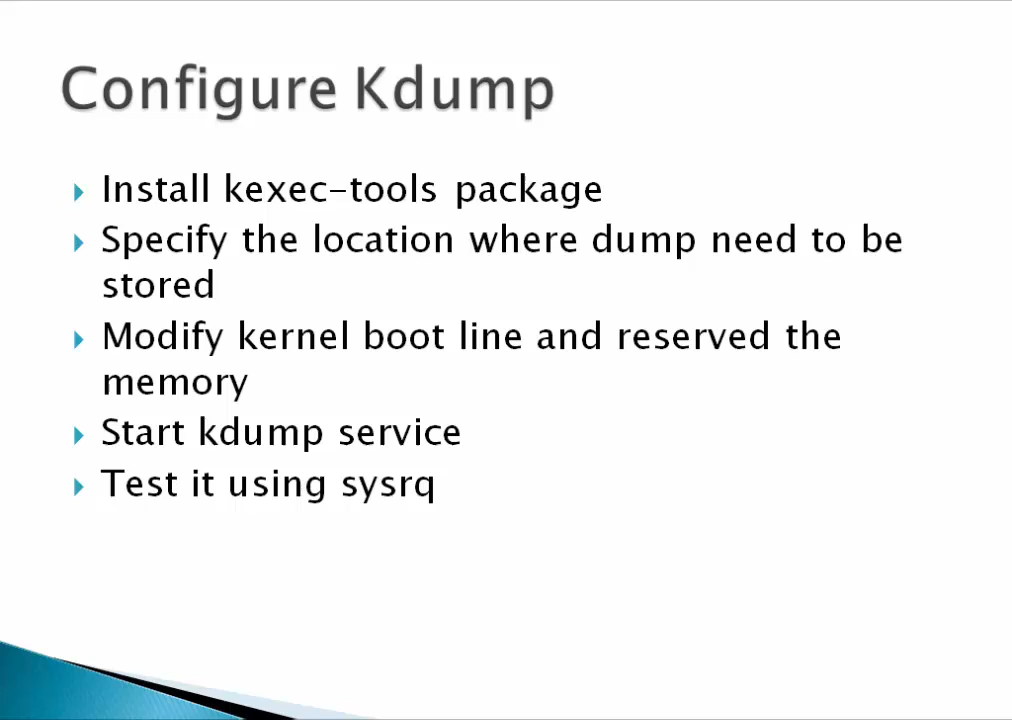 Configure Kdump
Install kexec-tools package
Specify the location where dump need to be
stored
Modify kernel boot line and reserved the
memory
Start kdump service
Test it using sysrq